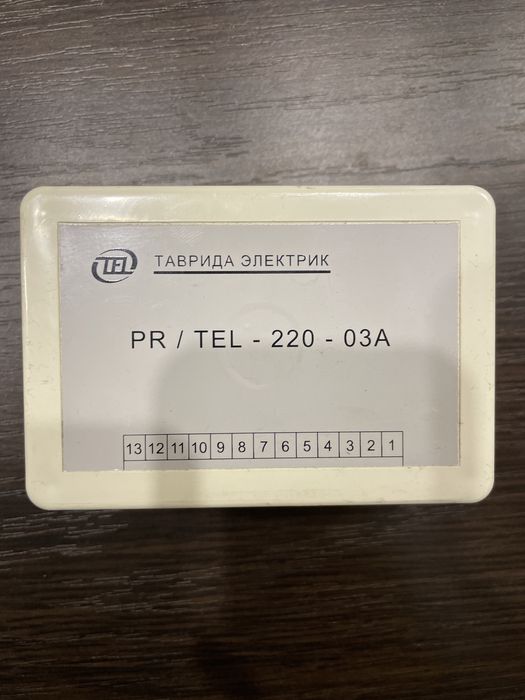 TEL ТАВРИДА ЭЛЕКТРИК
PR / TEL - 220 - 03A
13 12 11 10 9 8 7 6 5 4 3 2 1